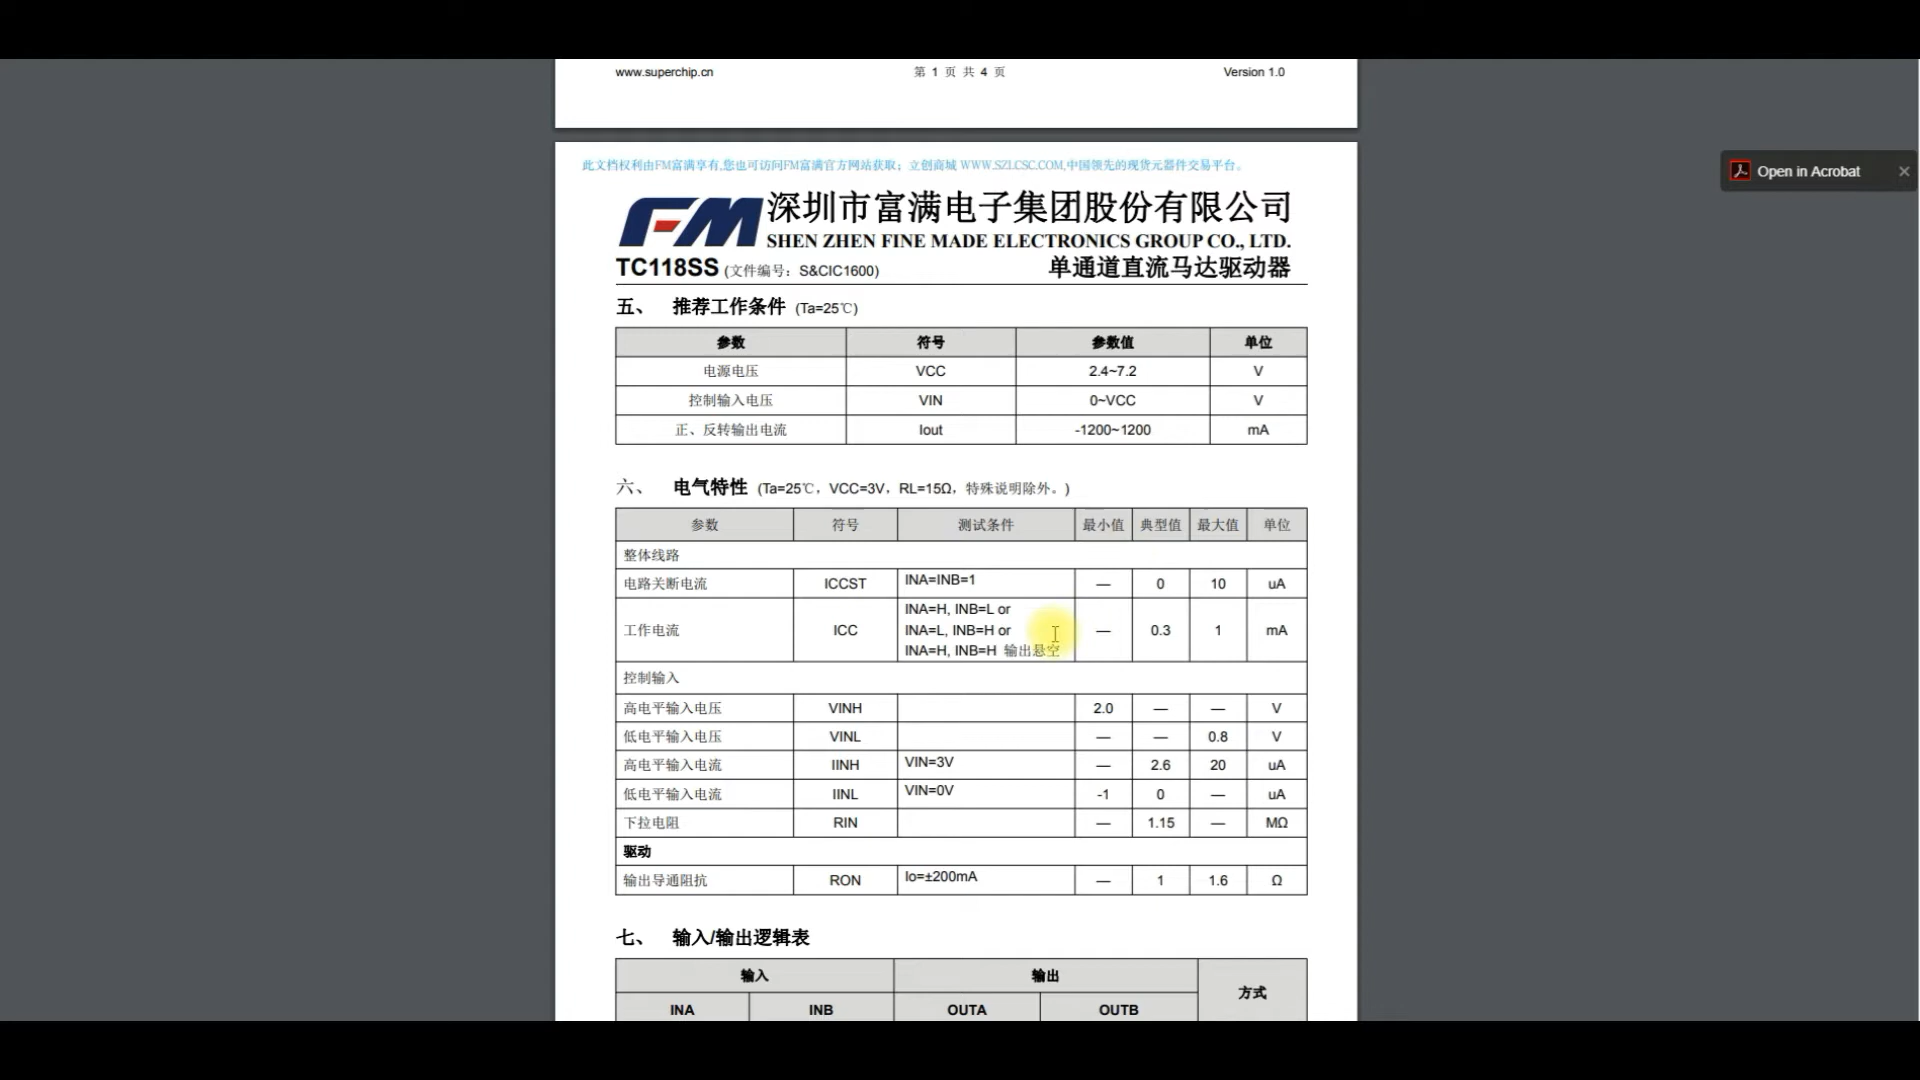 www.superchip.cn 第 1 页 共 4 页 Version 1.0
此文档权利由FM富满享有,您也可访问FM富满官方网站获取；立创商城 WWW.SZLCSC.COM,中国领先的现货元器件交易平台。
Open in Acrobat
FM 深圳市富满电子集团股份有限公司
SHEN ZHEN FINE MADE ELECTRONICS GROUP CO., LTD.
TC118SS (文件编号：S&CIC1600) 单通道直流马达驱动器
五、 推荐工作条件 (Ta=25℃)
参数 符号 参数值 单位
电源电压 VCC 2.4~7.2 V
控制输入电压 VIN 0~VCC V
正、反转输出电流 Iout -1200~1200 mA
六、 电气特性 (Ta=25℃，VCC=3V，RL=15Ω，特殊说明除外。)
参数 符号 测试条件 最小值 典型值 最大值 单位
整体线路
电路关断电流 ICCST INA=INB=1 — 0 10 uA
工作电流 ICC INA=H, INB=L or
INA=L, INB=H or
INA=H, INB=H 输出悬空 — 0.3 1 mA
控制输入
高电平输入电压 VINH 2.0 — — V
低电平输入电压 VINL — — 0.8 V
高电平输入电流 IINH VIN=3V — 2.6 20 uA
低电平输入电流 IINL VIN=0V -1 0 — uA
下拉电阻 RIN — 1.15 — MΩ
驱动
输出导通阻抗 RON Io=±200mA — 1 1.6 Ω
七、 输入/输出逻辑表
输入 输出 方式
INA INB OUTA OUTB